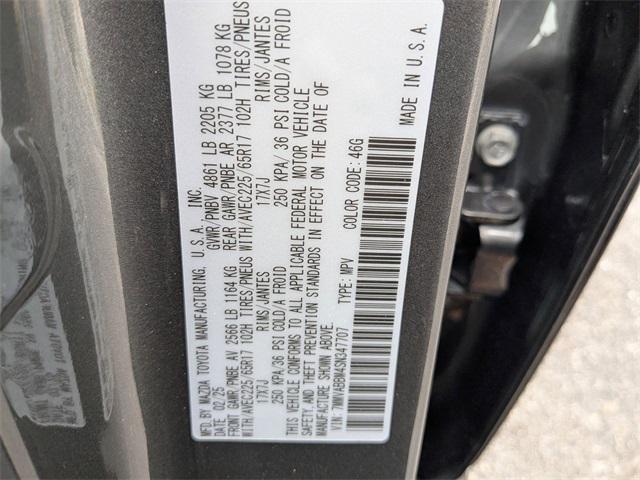 MFD. BY MAZDA TOYOTA MANUFACTURING, U.S.A., INC.
02/25 GVWR/PNBV 4861 LB 2205 KG
FRONT GAWR/PNBE AV 2566 LB 1164 KG REAR GAWR/PNBE AR 2377 LB 1078 KG
WITH/AVEC225/65R17 102H TIRES/PNEUS WITH/AVEC225/65R17 102H TIRES/PNEUS
17X7J RIMS/JANTES 17X7J RIMS/JANTES
250 KPA/36 PSI COLD/A FROID 250 KPA/36 PSI COLD/A FROID
THIS VEHICLE CONFORMS TO ALL APPLICABLE FEDERAL MOTOR VEHICLE
SAFETY, AND THEFT PREVENTION STANDARDS IN EFFECT ON THE DATE OF
MANUFACTURE SHOWN ABOVE.
VIN: 7MMVABBM4SM347707 TYPE: MPV
COLOR CODE: 46G MADE IN U.S.A.